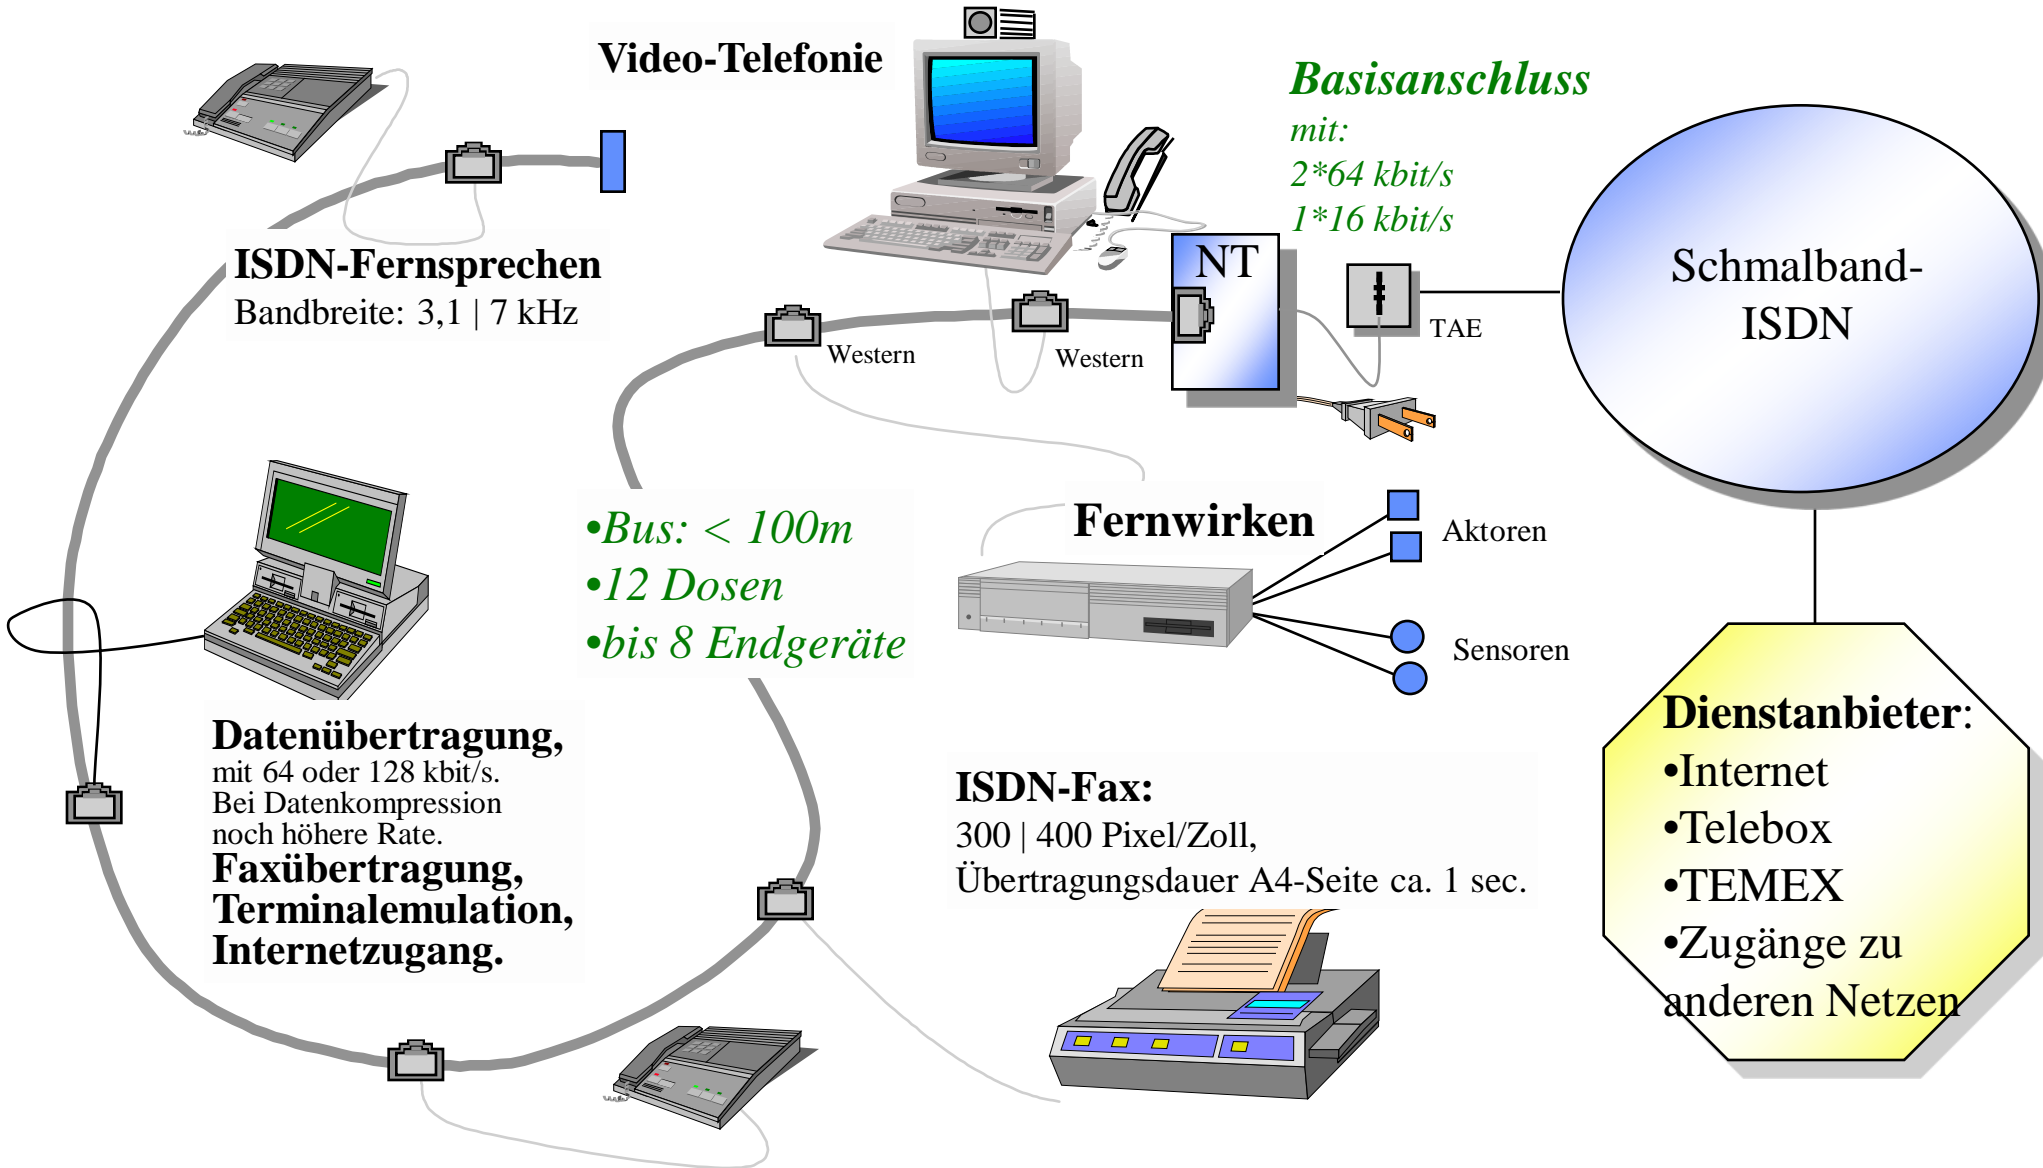 Video-Telefonie
Basisanschluss
mit:
2*64 kbit/s
1*16 kbit/s
ISDN-Fernsprechen
Bandbreite: 3,1 | 7 kHz
NT
TAE
Schmalband-
ISDN
Western
Western
•Bus: < 100m
•12 Dosen
•bis 8 Endgeräte
Fernwirken
Aktoren
Sensoren
Datenübertragung,
mit 64 oder 128 kbit/s.
Bei Datenkompression
noch höhere Rate.
Faxübertragung,
Terminalemulation,
Internetzugang.
ISDN-Fax:
300 | 400 Pixel/Zoll,
Übertragungsdauer A4-Seite ca. 1 sec.
Dienstanbieter:
•Internet
•Telebox
•TEMEX
•Zugänge zu
anderen Netzen